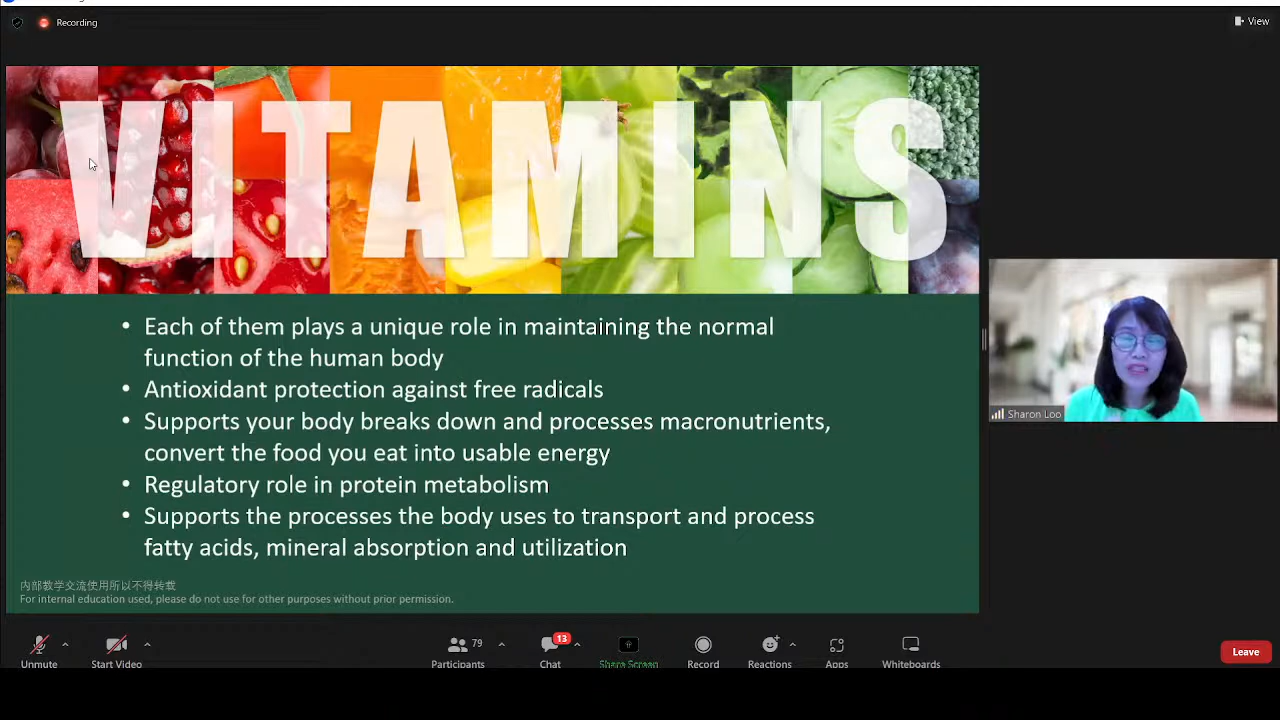 Recording
View
VITAMINS
• Each of them plays a unique role in maintaining the normal
function of the human body
• Antioxidant protection against free radicals
• Supports your body breaks down and processes macronutrients,
convert the food you eat into usable energy
• Regulatory role in protein metabolism
• Supports the processes the body uses to transport and process
fatty acids, mineral absorption and utilization
Sharon Loo
内部教学交流使用所以不得转载
For internal education used, please do not use for other purposes without prior permission.
79
13
Unmute
Start Video
Participants
Chat
Share Screen
Record
Reactions
Apps
Whiteboards
Leave